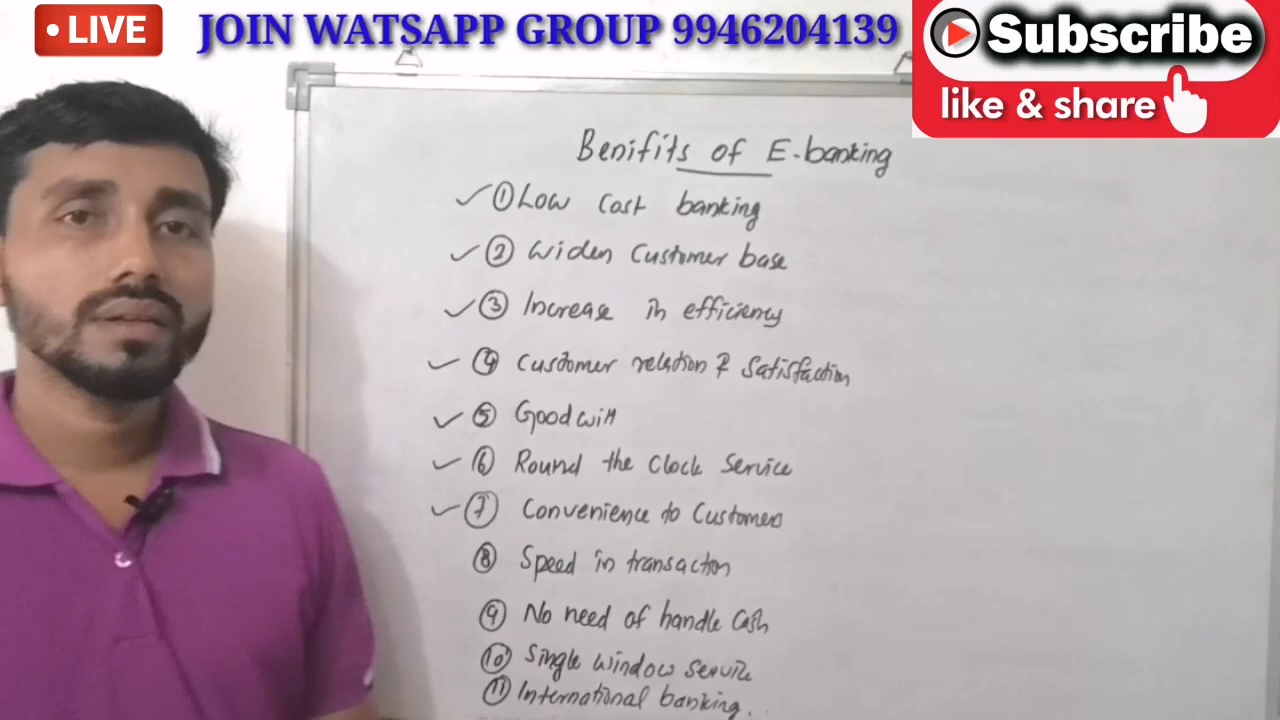 LIVE
JOIN WATSAPP GROUP 9946204139
Subscribe
like & share
Benifits of E-banking
① Low cost banking
② Widen Customer base
③ Increase in efficiency
④ Customer relation & Satisfaction
⑤ Goodwill
⑥ Round the Clock Service
⑦ Convenience to Customers
⑧ Speed in transaction
⑨ No need of handle Cash
⑩ Single window service
⑪ International banking.